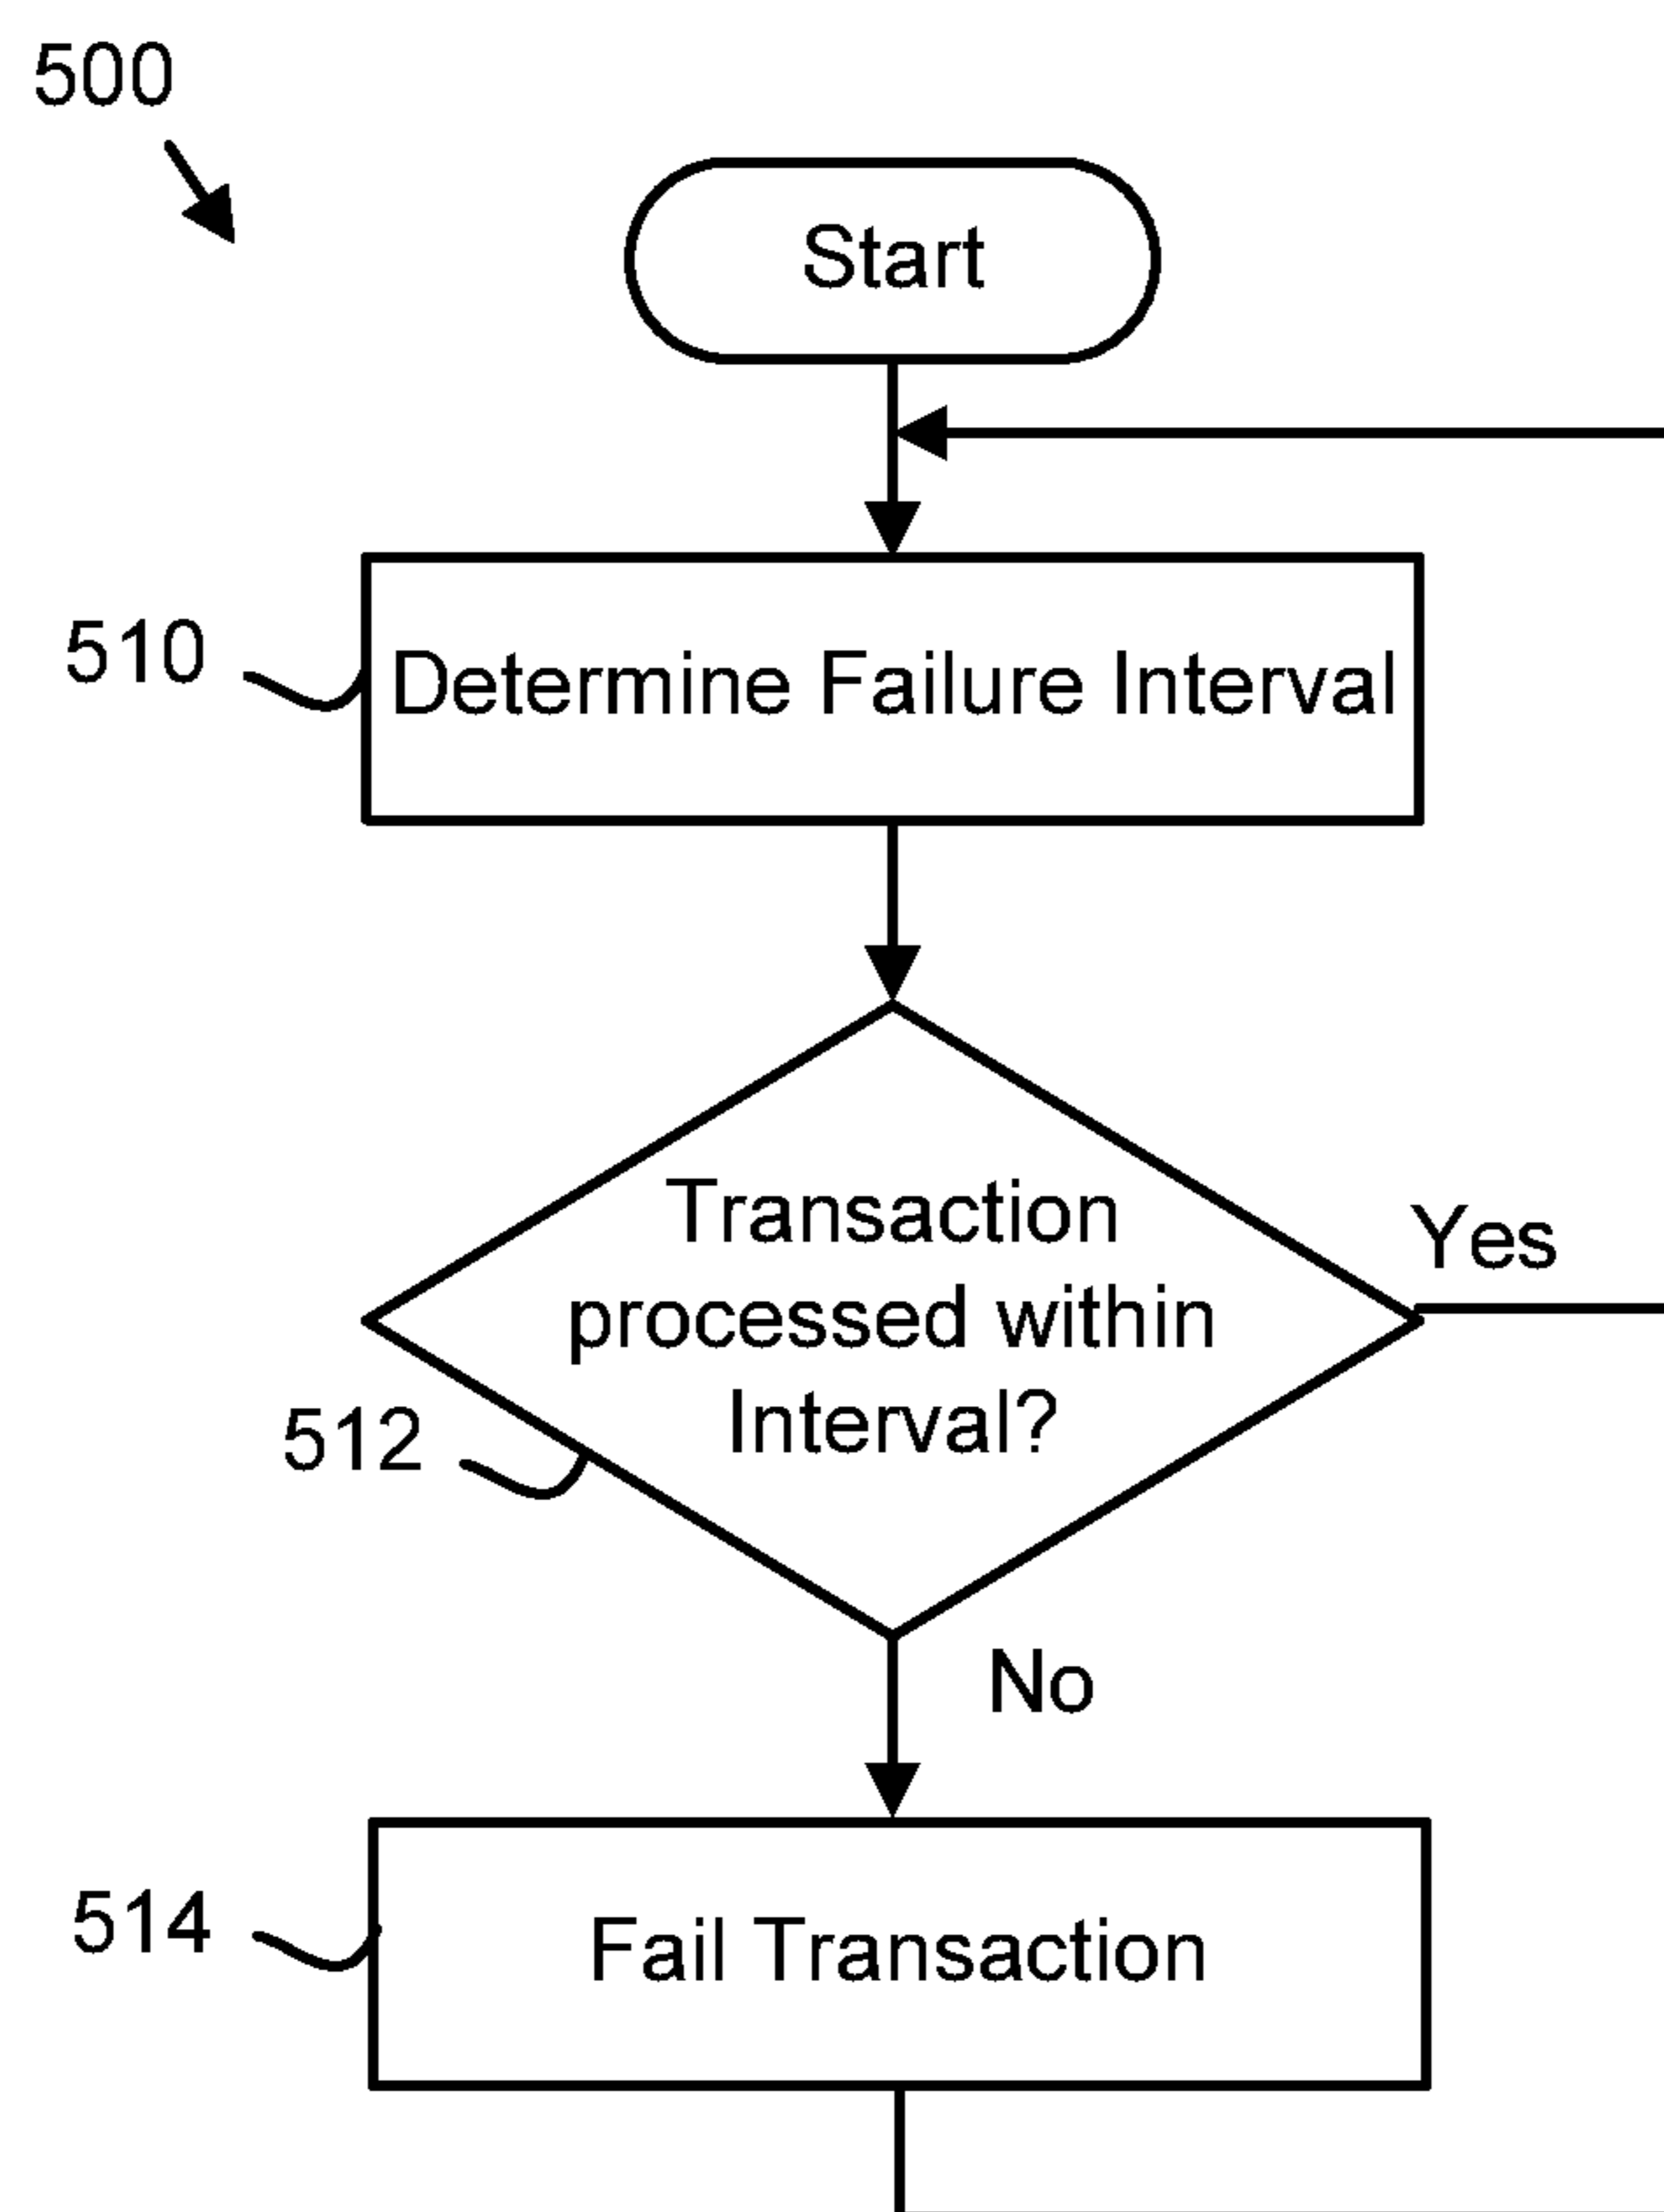 500
Start
510
Determine Failure Interval
Transaction
processed within
Interval?
Yes
512
No
514
Fail Transaction